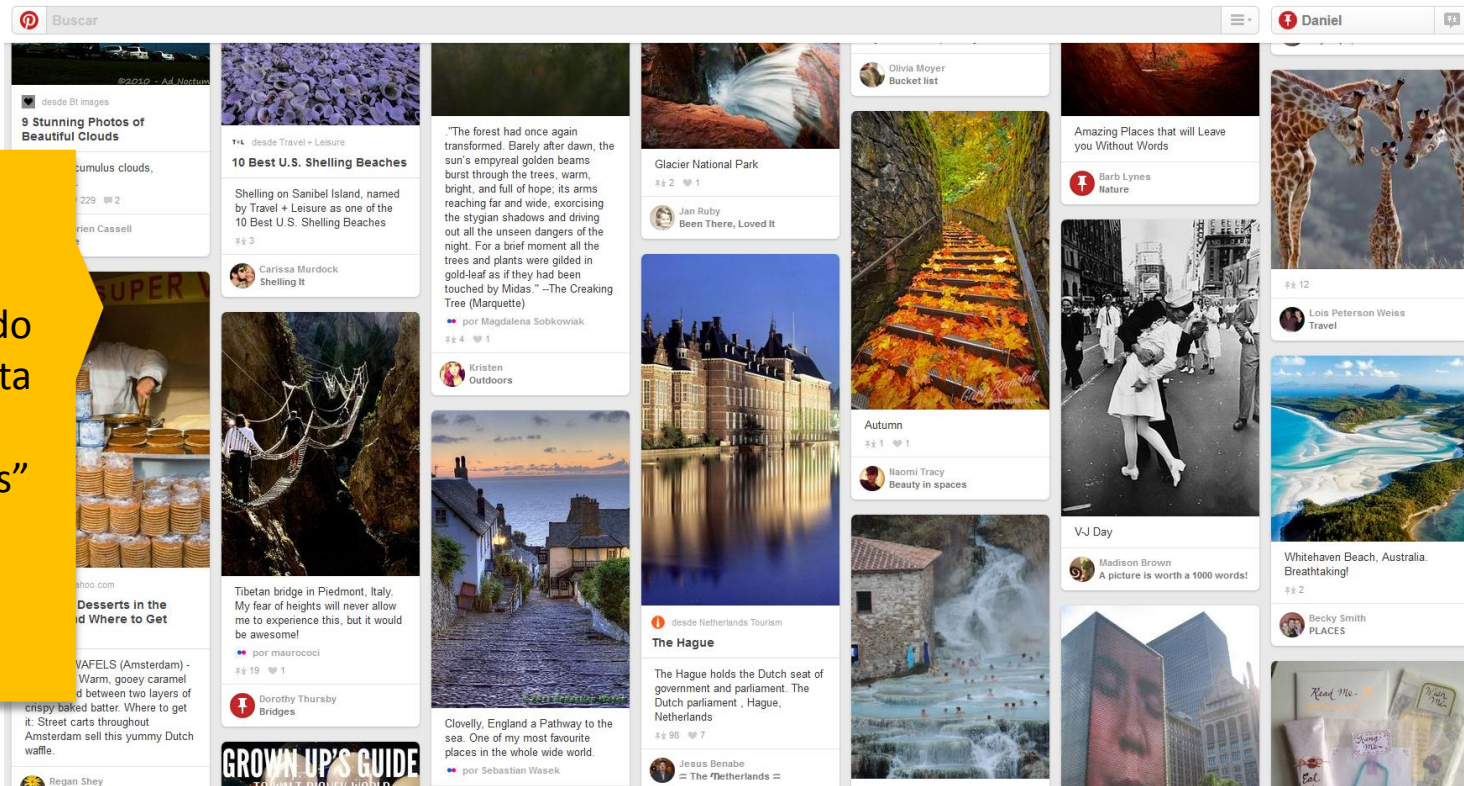 Buscar
Daniel
©2010 - Ad_Noctum
desde Bt images
9 Stunning Photos of
Beautiful Clouds
cumulus clouds,
229 2
rien Cassell
do
ta
s”
SUPER
ahoo.com
Desserts in the
d Where to Get
WAFELS (Amsterdam) -
Warm, gooey caramel
d between two layers of
crispy baked batter. Where to get
it: Street carts throughout
Amsterdam sell this yummy Dutch
waffle.
Regan Shey
T+L desde Travel + Leisure
10 Best U.S. Shelling Beaches
Shelling on Sanibel Island, named
by Travel + Leisure as one of the
10 Best U.S. Shelling Beaches
3
Carissa Murdock
Shelling It
Tibetan bridge in Piedmont, Italy.
My fear of heights will never allow
me to experience this, but it would
be awesome!
por maurococi
19 1
Dorothy Thursby
Bridges
GROWN UP'S GUIDE
TO WALT DISNEY WORLD
."The forest had once again
transformed. Barely after dawn, the
sun's empyreal golden beams
burst through the trees, warm,
bright, and full of hope; its arms
reaching far and wide, exorcising
the stygian shadows and driving
out all the unseen dangers of the
night. For a brief moment all the
trees and plants were gilded in
gold-leaf as if they had been
touched by Midas." --The Creaking
Tree (Marquette)
por Magdalena Sobkowiak
4 1
Kristen
Outdoors
Clovelly, England a Pathway to the
sea. One of my most favourite
places in the whole wide world.
por Sebastian Wasek
Glacier National Park
2 1
Jan Ruby
Been There, Loved It
desde Netherlands Tourism
The Hague
The Hague holds the Dutch seat of
government and parliament. The
Dutch parliament , Hague,
Netherlands
98 7
Jesus Benabe
= The Netherlands =
Olivia Moyer
Bucket list
Autumn
1 1
Naomi Tracy
Beauty in spaces
Amazing Places that will Leave
you Without Words
Barb Lynes
Nature
V-J Day
Madison Brown
A picture is worth a 1000 words!
12
Lois Peterson Weiss
Travel
Whitehaven Beach, Australia.
Breathtaking!
2
Becky Smith
PLACES
Read Me-
Hang
Me-
Eat